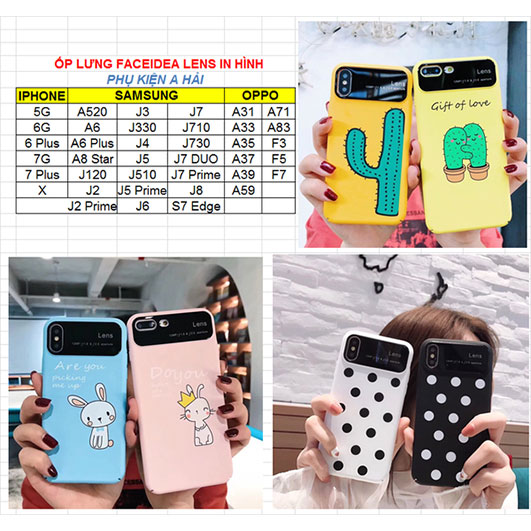 ỐP LƯNG FACEIDEA LENS IN HÌNH
PHỤ KIỆN A HẢI
IPHONE SAMSUNG OPPO
5G A520 J3 J7 A31 A71
6G A6 J330 J710 A33 A83
6 Plus A6 Plus J4 J730 A35 F3
7G A8 Star J5 J7 DUO A37 F5
7 Plus J120 J510 J7 Prime A39 F7
X J2 J5 Prime J8 A59
J2 Prime J6 S7 Edge
Lens
Gift of love
Lens
Are you
picking
me up
Lens
Do you
Lens